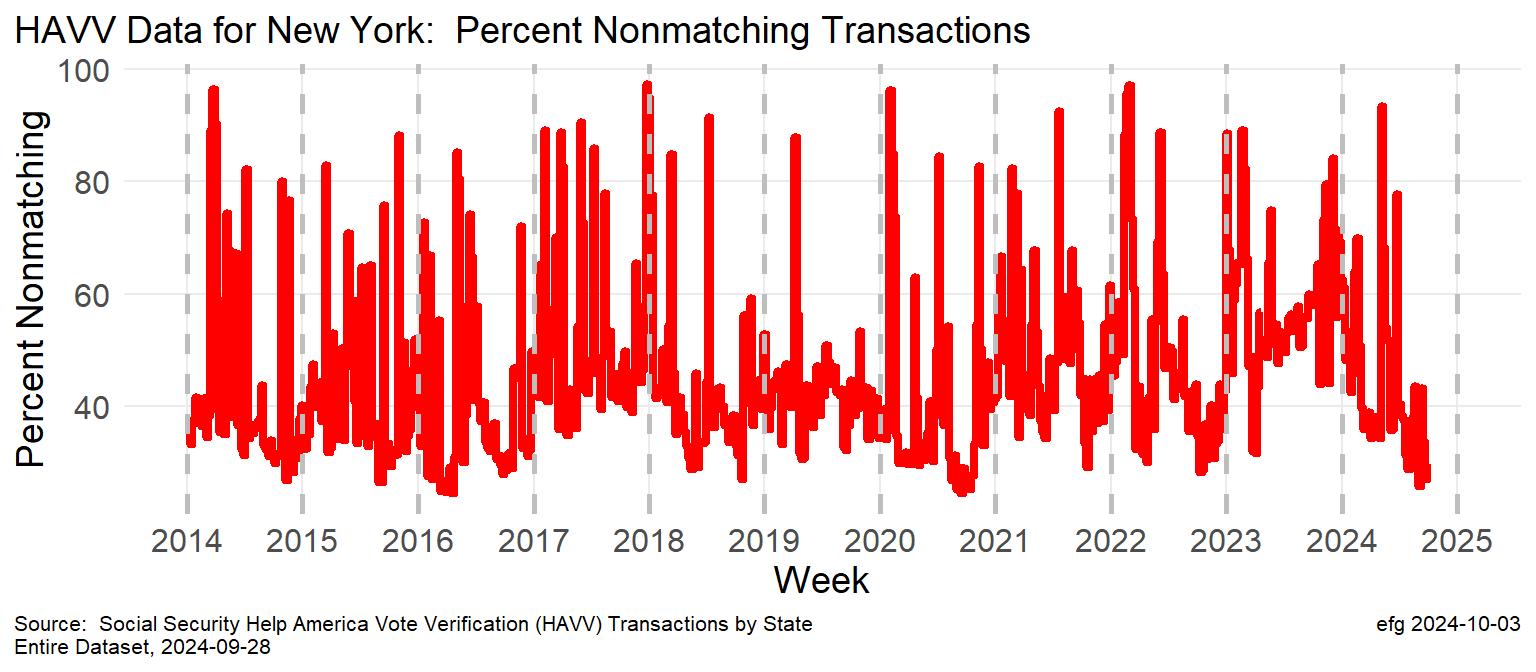 HAVV Data for New York:  Percent Nonmatching Transactions
Percent Nonmatching
100
80
60
40
2014 2015 2016 2017 2018 2019 2020 2021 2022 2023 2024 2025
Week
Source:  Social Security Help America Vote Verification (HAVV) Transactions by State
Entire Dataset, 2024-09-28
efg 2024-10-03